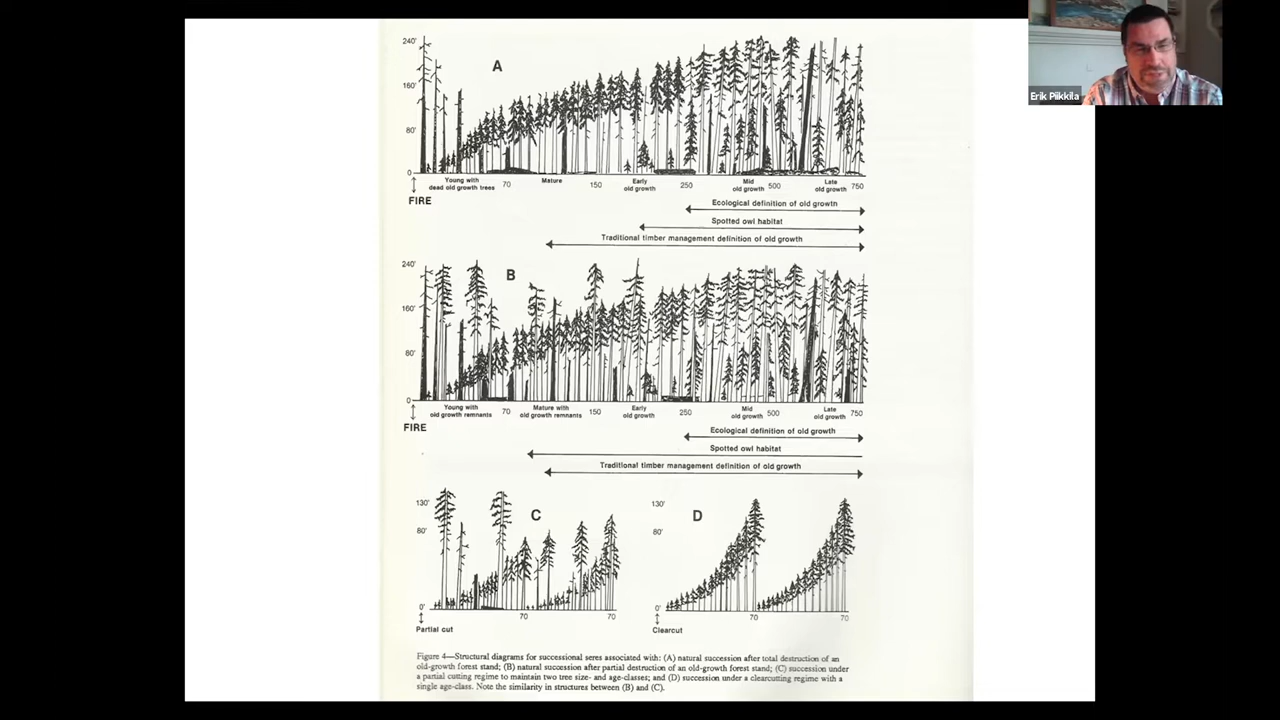 Erik Piikkila
240'
A
160'
80'
0
Young with
dead old growth trees
70
Mature
150
Early
old growth
250
Mid
old growth
500
Late
old growth
750
FIRE
Ecological definition of old growth
Spotted owl habitat
Traditional timber management definition of old growth
240'
B
160'
80'
0
Young with
old growth remnants
70
Mature with
old growth remnants
150
Early
old growth
250
Mid
old growth
500
Late
old growth
750
FIRE
Ecological definition of old growth
Spotted owl habitat
Traditional timber management definition of old growth
130'
C
80'
0'
70
70
Partial cut
130'
D
80'
0'
70
70
Clearcut
Figure 4—Structural diagrams for successional seres associated with: (A) natural succession after total destruction of an
old-growth forest stand; (B) natural succession after partial destruction of an old-growth forest stand; (C) succession under
a partial cutting regime to maintain two tree size- and age-classes; and (D) succession under a clearcutting regime with a
single age-class. Note the similarity in structures between (B) and (C).